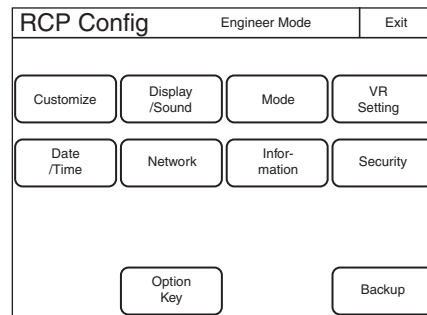 RCP Config Engineer Mode Exit
Customize
Display
/Sound
Mode
VR
Setting
Date
/Time
Network
Infor-
mation
Security
Option
Key
Backup